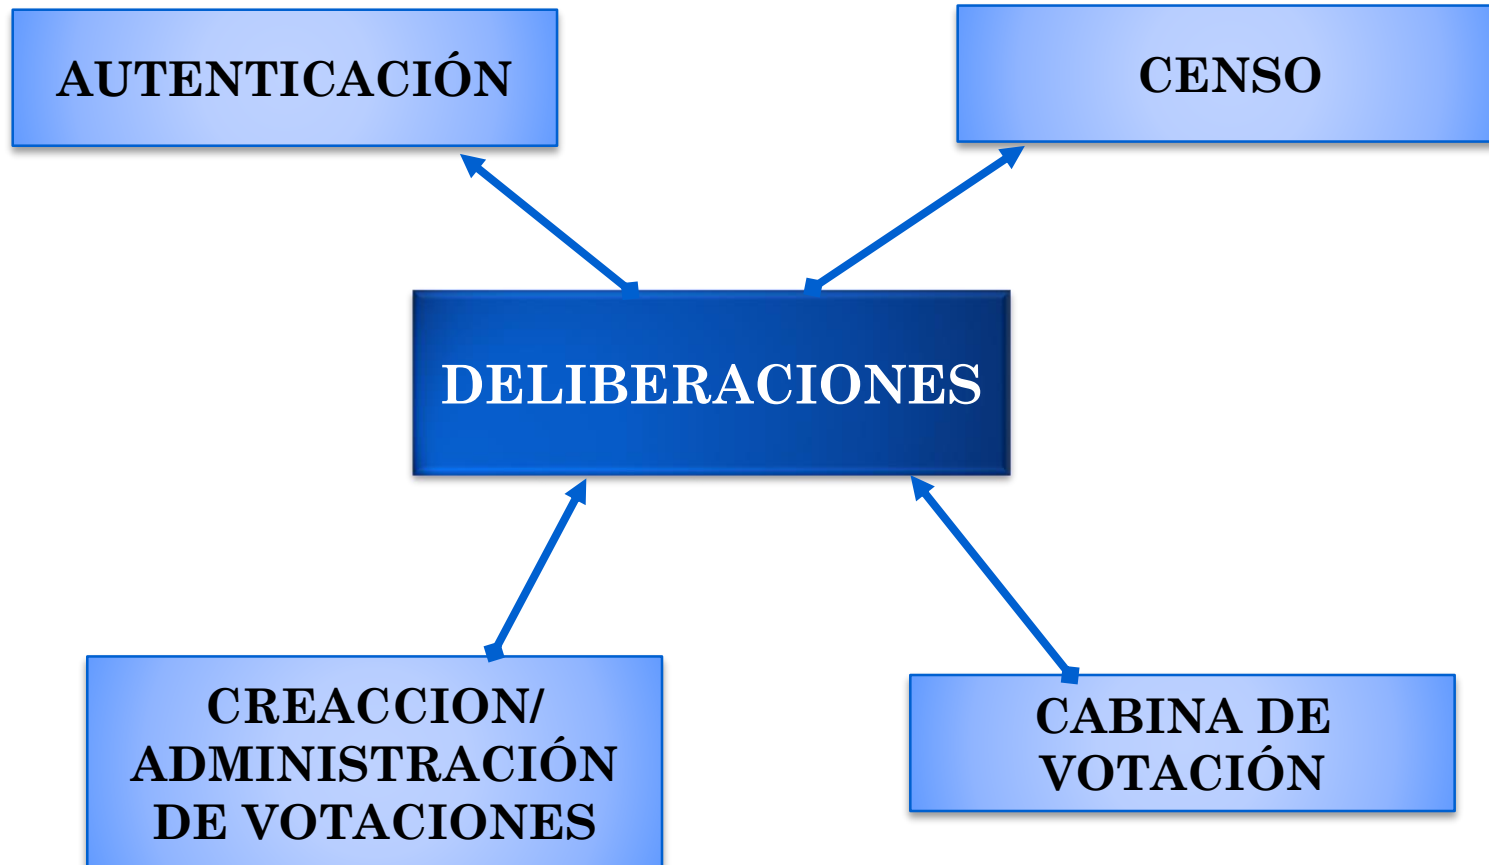 AUTENTICACIÓN
CENSO
DELIBERACIONES
CREACCION/
ADMINISTRACIÓN
DE VOTACIONES
CABINA DE
VOTACIÓN